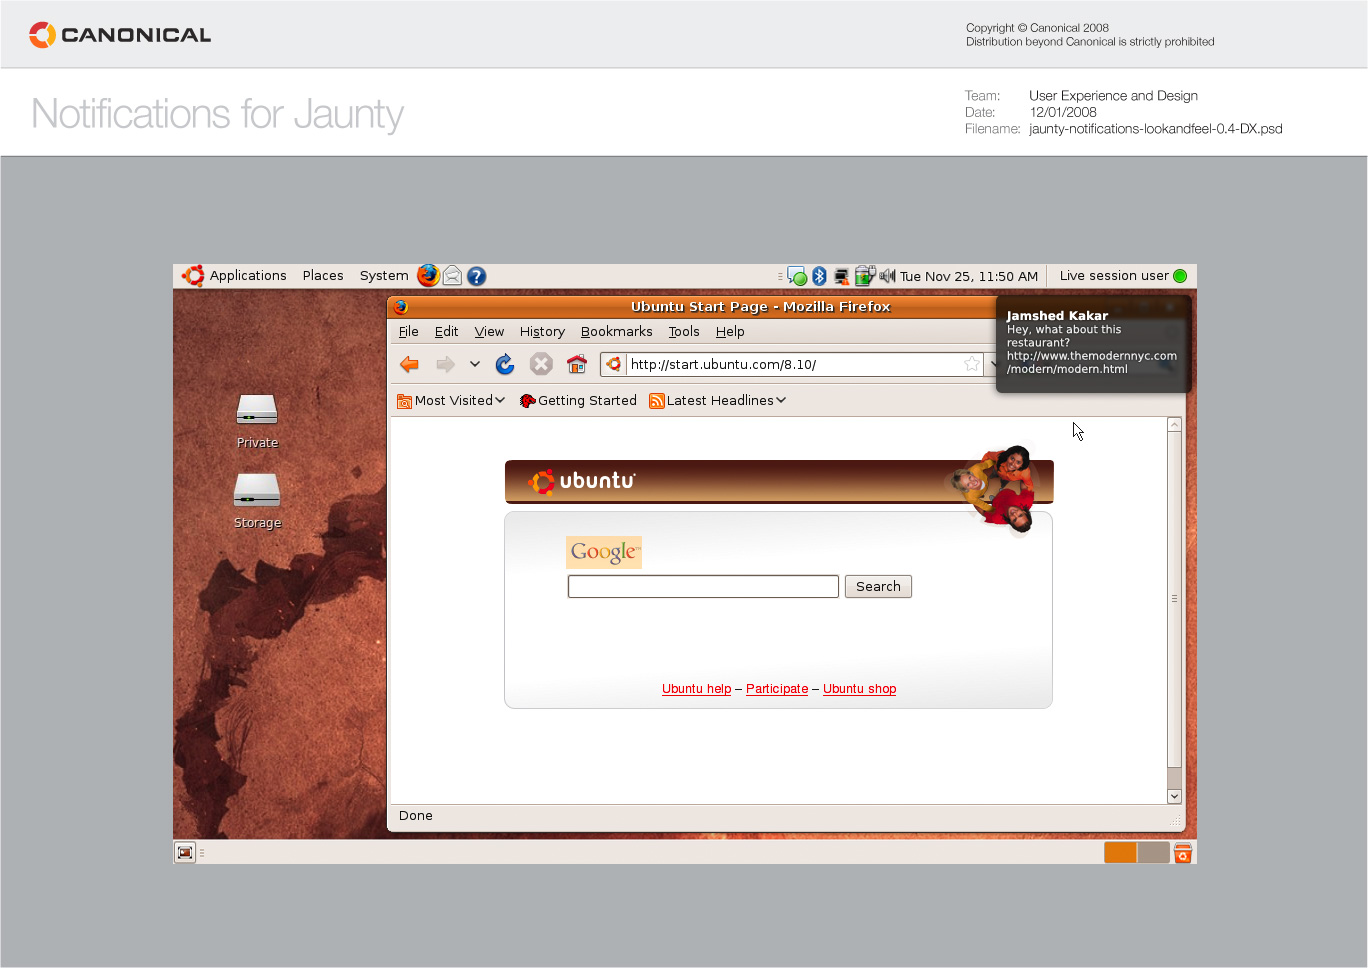 CANONICAL
Copyright © Canonical 2008
Distribution beyond Canonical is strictly prohibited
Notifications for Jaunty
Team: User Experience and Design
Date: 12/01/2008
Filename: jaunty-notifications-lookandfeel-0.4-DX.psd
Applications Places System ? Tue Nov 25, 11:50 AM Live session user
Ubuntu Start Page - Mozilla Firefox
Jamshed Kakar
Hey, what about this
restaurant?
http://www.themodernnyc.com
/modern/modern.html
File Edit View History Bookmarks Tools Help
http://start.ubuntu.com/8.10/
Most Visited Getting Started Latest Headlines
Private
Storage
ubuntu
Google™
Search
Ubuntu help – Participate – Ubuntu shop
Done